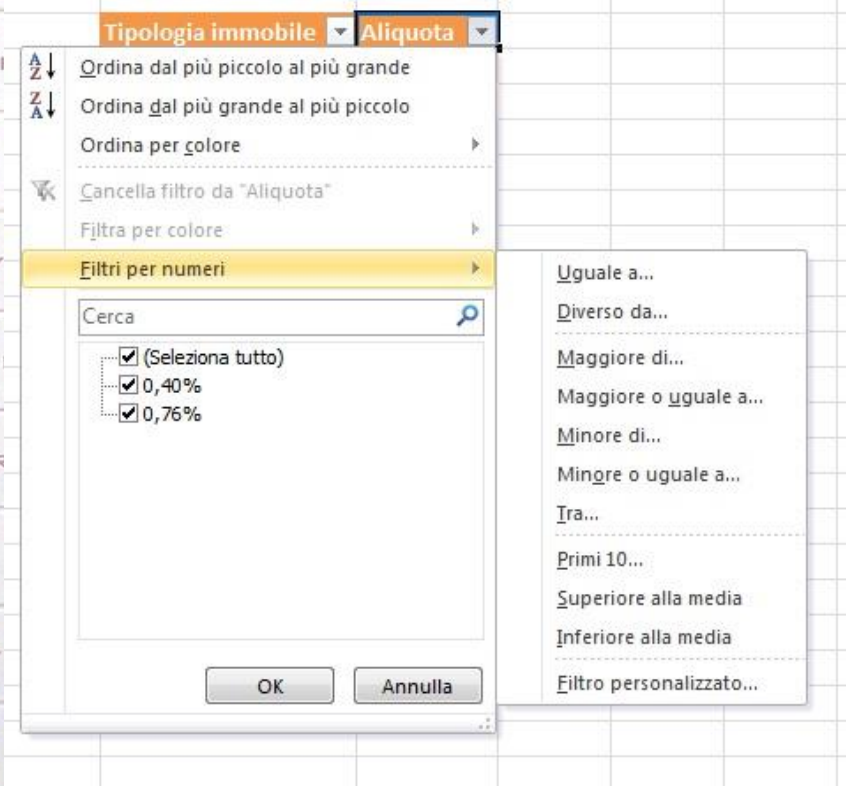 Tipologia immobile Aliquota
Ordina dal più piccolo al più grande
Ordina dal più grande al più piccolo
Ordina per colore
Cancella filtro da "Aliquota"
Filtra per colore
Filtri per numeri
Cerca
(Seleziona tutto)
0,40%
0,76%
OK Annulla
Uguale a...
Diverso da...
Maggiore di...
Maggiore o uguale a...
Minore di...
Minore o uguale a...
Tra...
Primi 10...
Superiore alla media
Inferiore alla media
Filtro personalizzato...